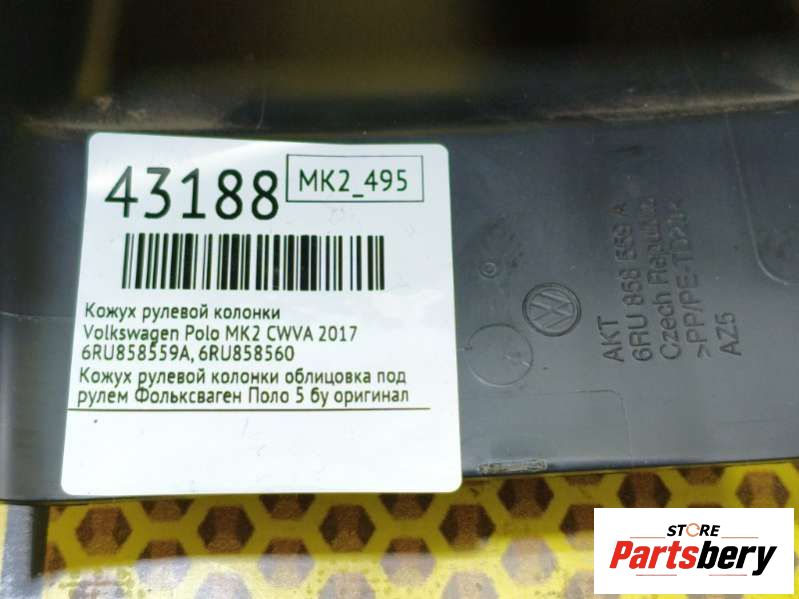 43188
MK2_495
Кожух рулевой колонки
Volkswagen Polo MK2 CWVA 2017
6RU858559A, 6RU858560
Кожух рулевой колонки облицовка под
рулем Фольксваген Поло 5 бу оригинал
AKT
6RU 858 559 A
Czech Republic
>PP/PE-TD20<
AZ5
STORE
Partsbery